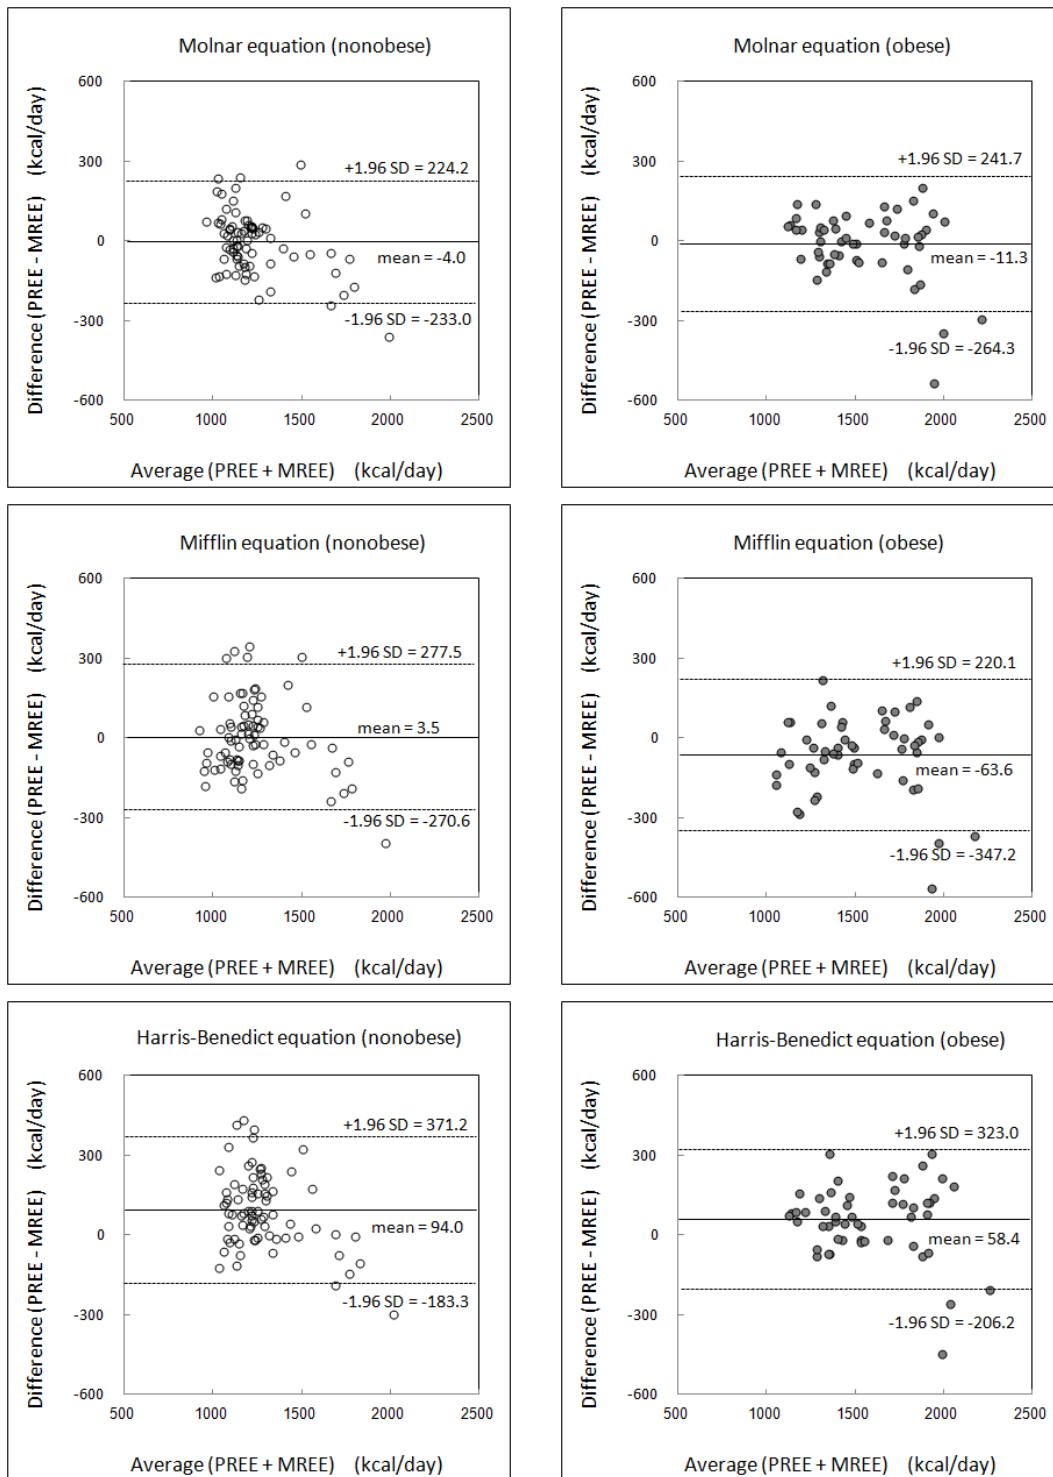 Molnar equation (nonobese)
Difference (PREE - MREE) (kcal/day)
600
300
0
-300
-600
+1.96 SD = 224.2
mean = -4.0
-1.96 SD = -233.0
500 1000 1500 2000 2500
Average (PREE + MREE) (kcal/day)
Molnar equation (obese)
Difference (PREE - MREE) (kcal/day)
600
300
0
-300
-600
+1.96 SD = 241.7
mean = -11.3
-1.96 SD = -264.3
500 1000 1500 2000 2500
Average (PREE + MREE) (kcal/day)
Mifflin equation (nonobese)
Difference (PREE - MREE) (kcal/day)
600
300
0
-300
-600
+1.96 SD = 277.5
mean = 3.5
-1.96 SD = -270.6
500 1000 1500 2000 2500
Average (PREE + MREE) (kcal/day)
Mifflin equation (obese)
Difference (PREE - MREE) (kcal/day)
600
300
0
-300
-600
+1.96 SD = 220.1
mean = -63.6
-1.96 SD = -347.2
500 1000 1500 2000 2500
Average (PREE + MREE) (kcal/day)
Harris-Benedict equation (nonobese)
Difference (PREE - MREE) (kcal/day)
600
300
0
-300
-600
+1.96 SD = 371.2
mean = 94.0
-1.96 SD = -183.3
500 1000 1500 2000 2500
Average (PREE + MREE) (kcal/day)
Harris-Benedict equation (obese)
Difference (PREE - MREE) (kcal/day)
600
300
0
-300
-600
+1.96 SD = 323.0
mean = 58.4
-1.96 SD = -206.2
500 1000 1500 2000 2500
Average (PREE + MREE) (kcal/day)